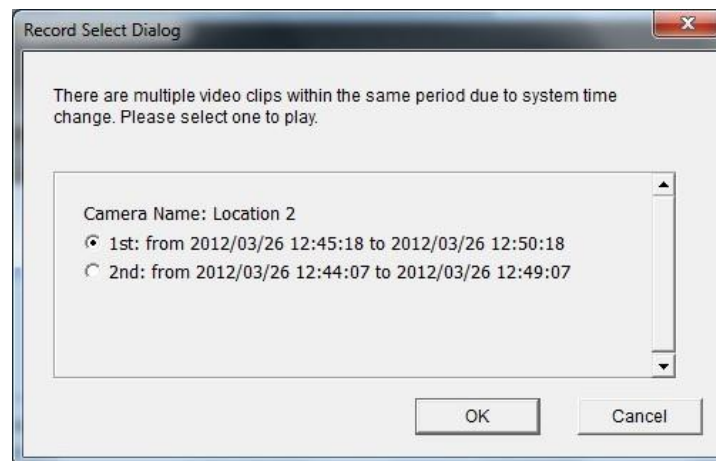 Record Select Dialog
There are multiple video clips within the same period due to system time
change. Please select one to play.
Camera Name: Location 2
1st: from 2012/03/26 12:45:18 to 2012/03/26 12:50:18
2nd: from 2012/03/26 12:44:07 to 2012/03/26 12:49:07
OK Cancel